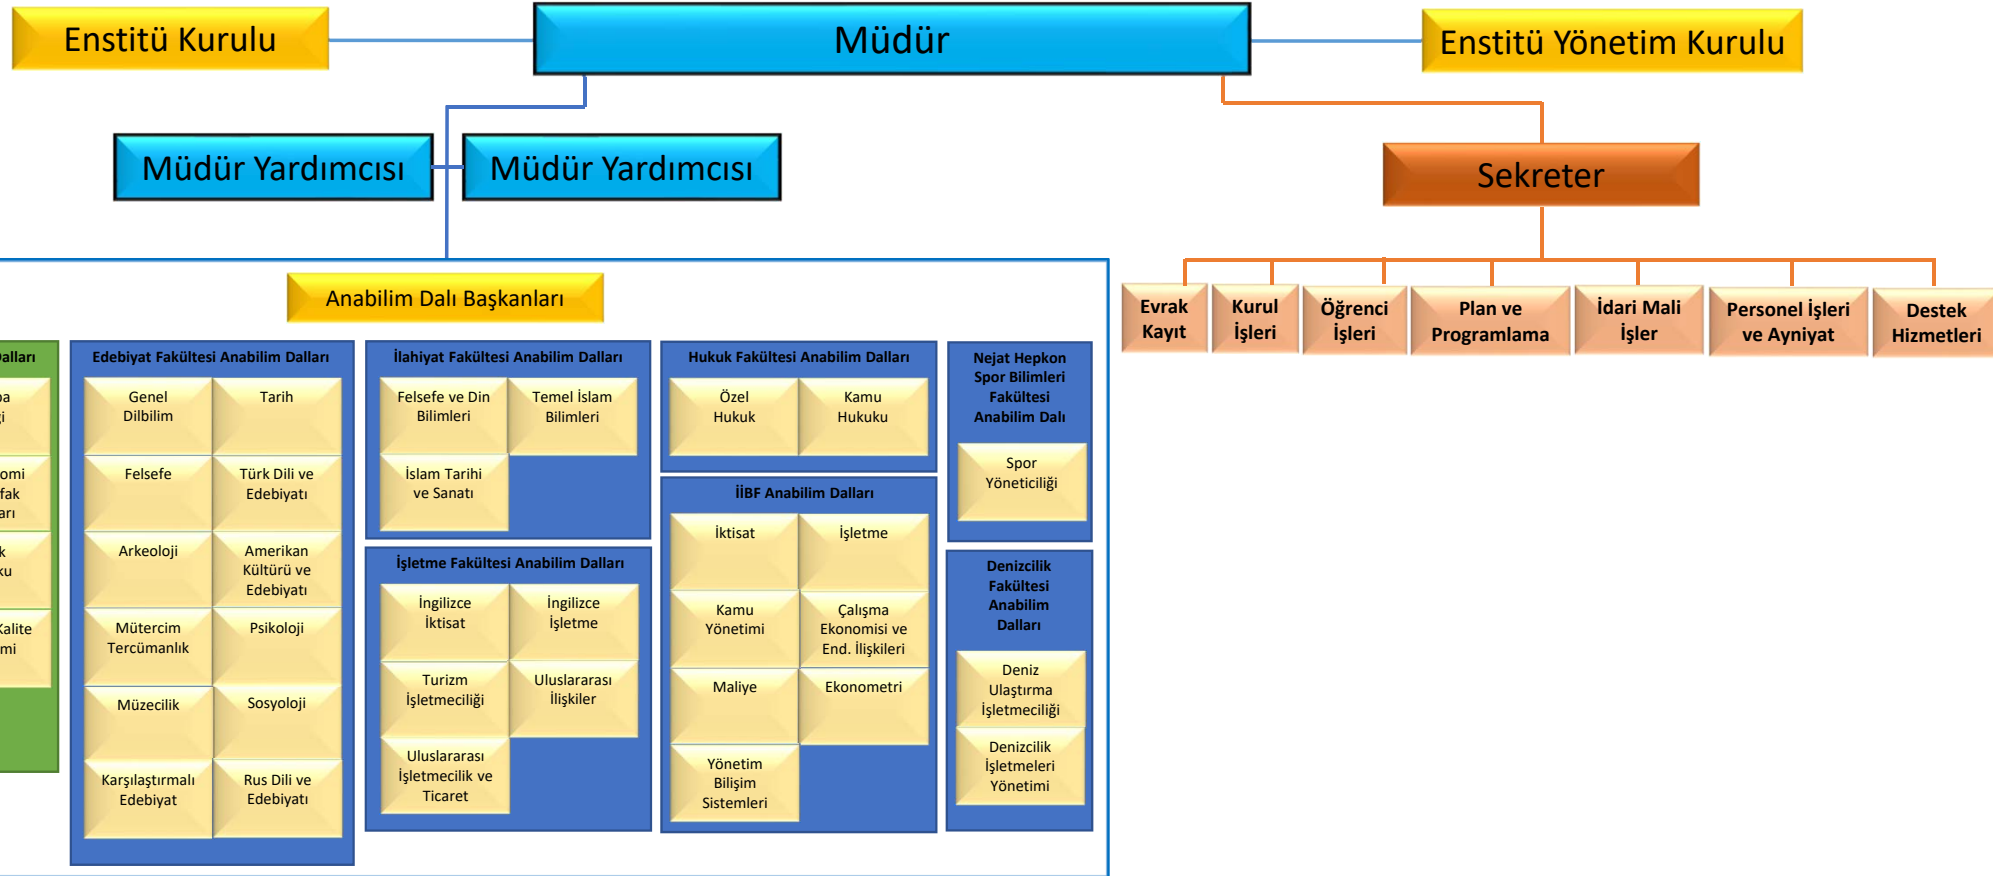 Enstitü Kurulu
Müdür
Enstitü Yönetim Kurulu
Müdür Yardımcısı
Müdür Yardımcısı
Sekreter
Anabilim Dalı Başkanları
Evrak
Kayıt
Kurul
İşleri
Öğrenci
İşleri
Plan ve
Programlama
İdari Mali
İşler
Personel İşleri
ve Ayniyat
Destek
Hizmetleri
Dalları
Kalite
Edebiyat Fakültesi Anabilim Dalları
Genel
Dilbilim
Tarih
Felsefe
Türk Dili ve
Edebiyatı
Arkeoloji
Amerikan
Kültürü ve
Edebiyatı
Mütercim
Tercümanlık
Psikoloji
Müzecilik
Sosyoloji
Karşılaştırmalı
Edebiyat
Rus Dili ve
Edebiyatı
İlahiyat Fakültesi Anabilim Dalları
Felsefe ve Din
Bilimleri
Temel İslam
Bilimleri
İslam Tarihi
ve Sanatı
İşletme Fakültesi Anabilim Dalları
İngilizce
İktisat
İngilizce
İşletme
Turizm
İşletmeciliği
Uluslararası
İlişkiler
Uluslararası
İşletmecilik ve
Ticaret
Hukuk Fakültesi Anabilim Dalları
Özel
Hukuk
Kamu
Hukuku
İİBF Anabilim Dalları
İktisat
İşletme
Kamu
Yönetimi
Çalışma
Ekonomisi ve
End. İlişkileri
Maliye
Ekonometri
Yönetim
Bilişim
Sistemleri
Nejat Hepkon
Spor Bilimleri
Fakültesi
Anabilim Dalı
Spor
Yöneticiliği
Denizcilik
Fakültesi
Anabilim
Dalları
Deniz
Ulaştırma
İşletmeciliği
Denizcilik
İşletmeleri
Yönetimi